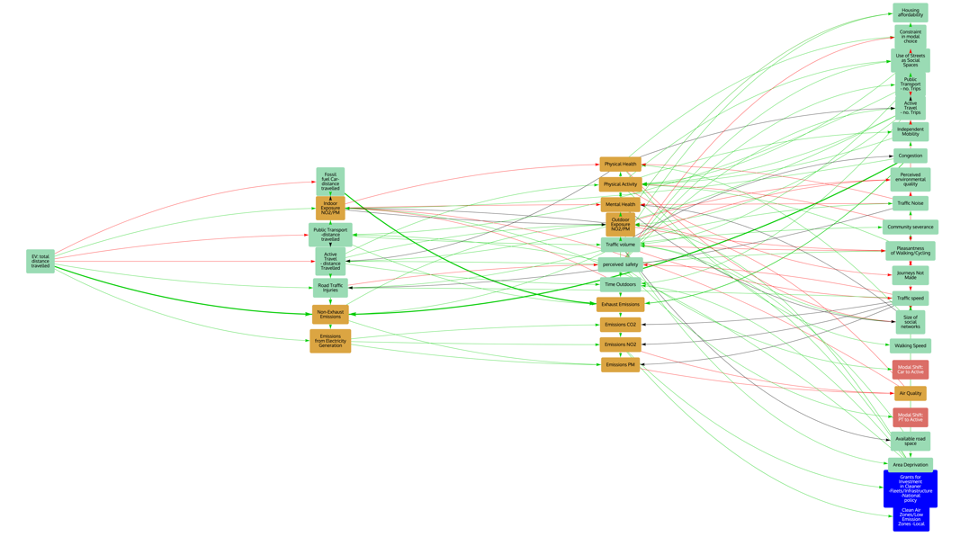 EV: total
distance
travelled
Fossil
fuel Car-
distance
travelled
Indoor
Exposure
NO2/PM
Public Transport
-distance
travelled
Active
Travel
- distance
Travelled
Road Traffic
Injuries
Non-Exhaust
Emissions
Emissions
from Electricity
Generation
Physical Health
Physical Activity
Mental Health
Outdoor
Exposure
NO2/PM
Traffic volume
perceived safety
Time Outdoors
Exhaust Emissions
Emissions CO2
Emissions NO2
Emissions PM
Housing
affordability
Constraint
in modal
choice
Use of Streets
as Social
Spaces
Public
Transport
- no. Trips
Active
Travel
- no. Trips
Independent
Mobility
Congestion
Perceived
environmental
quality
Traffic Noise
Community severance
Pleasantness
of Walking/Cycling
Journeys Not
Made
Traffic speed
Size of
social
networks
Walking Speed
Modal Shift:
Car to Active
Air Quality
Modal Shift:
PT to Active
Available road
space
Area Deprivation
Grants for
Investment
in Cleaner
-Fleets/Infrastructure
-National
policy
Clean Air
Zones/Low
Emission
Zones -Local